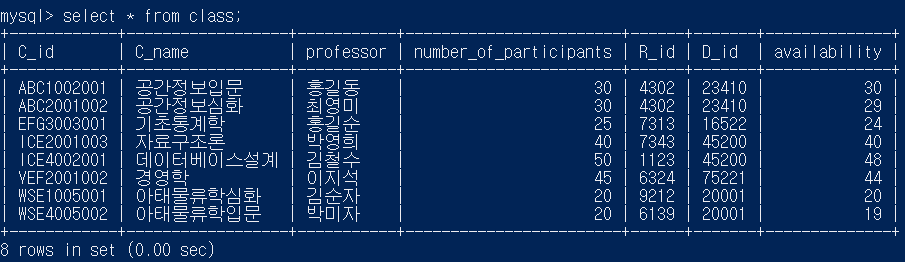 mysql> select * from class;
+------------+--------------------+-----------+------------------------+------+-------+--------------+
| C_id | C_name | professor | number_of_participants | R_id | D_id | availability |
+------------+--------------------+-----------+------------------------+------+-------+--------------+
| ABC1002001 | 공간정보입문 | 홍길동 | 30 | 4302 | 23410 | 30 |
| ABC2001002 | 공간정보심화 | 최영미 | 30 | 4302 | 23410 | 29 |
| EFG3003001 | 기초통계학 | 홍길순 | 25 | 7313 | 16522 | 24 |
| ICE2001003 | 자료구조론 | 박영희 | 40 | 7343 | 45200 | 40 |
| ICE4002001 | 데이터베이스설계 | 김철수 | 50 | 1123 | 45200 | 48 |
| VEF2001002 | 경영학 | 이지석 | 45 | 6324 | 75221 | 44 |
| WSE1005001 | 아태물류학심화 | 김순자 | 20 | 9212 | 20001 | 20 |
| WSE4005002 | 아태물류학입문 | 박미자 | 20 | 6139 | 20001 | 19 |
+------------+--------------------+-----------+------------------------+------+-------+--------------+
8 rows in set (0.00 sec)